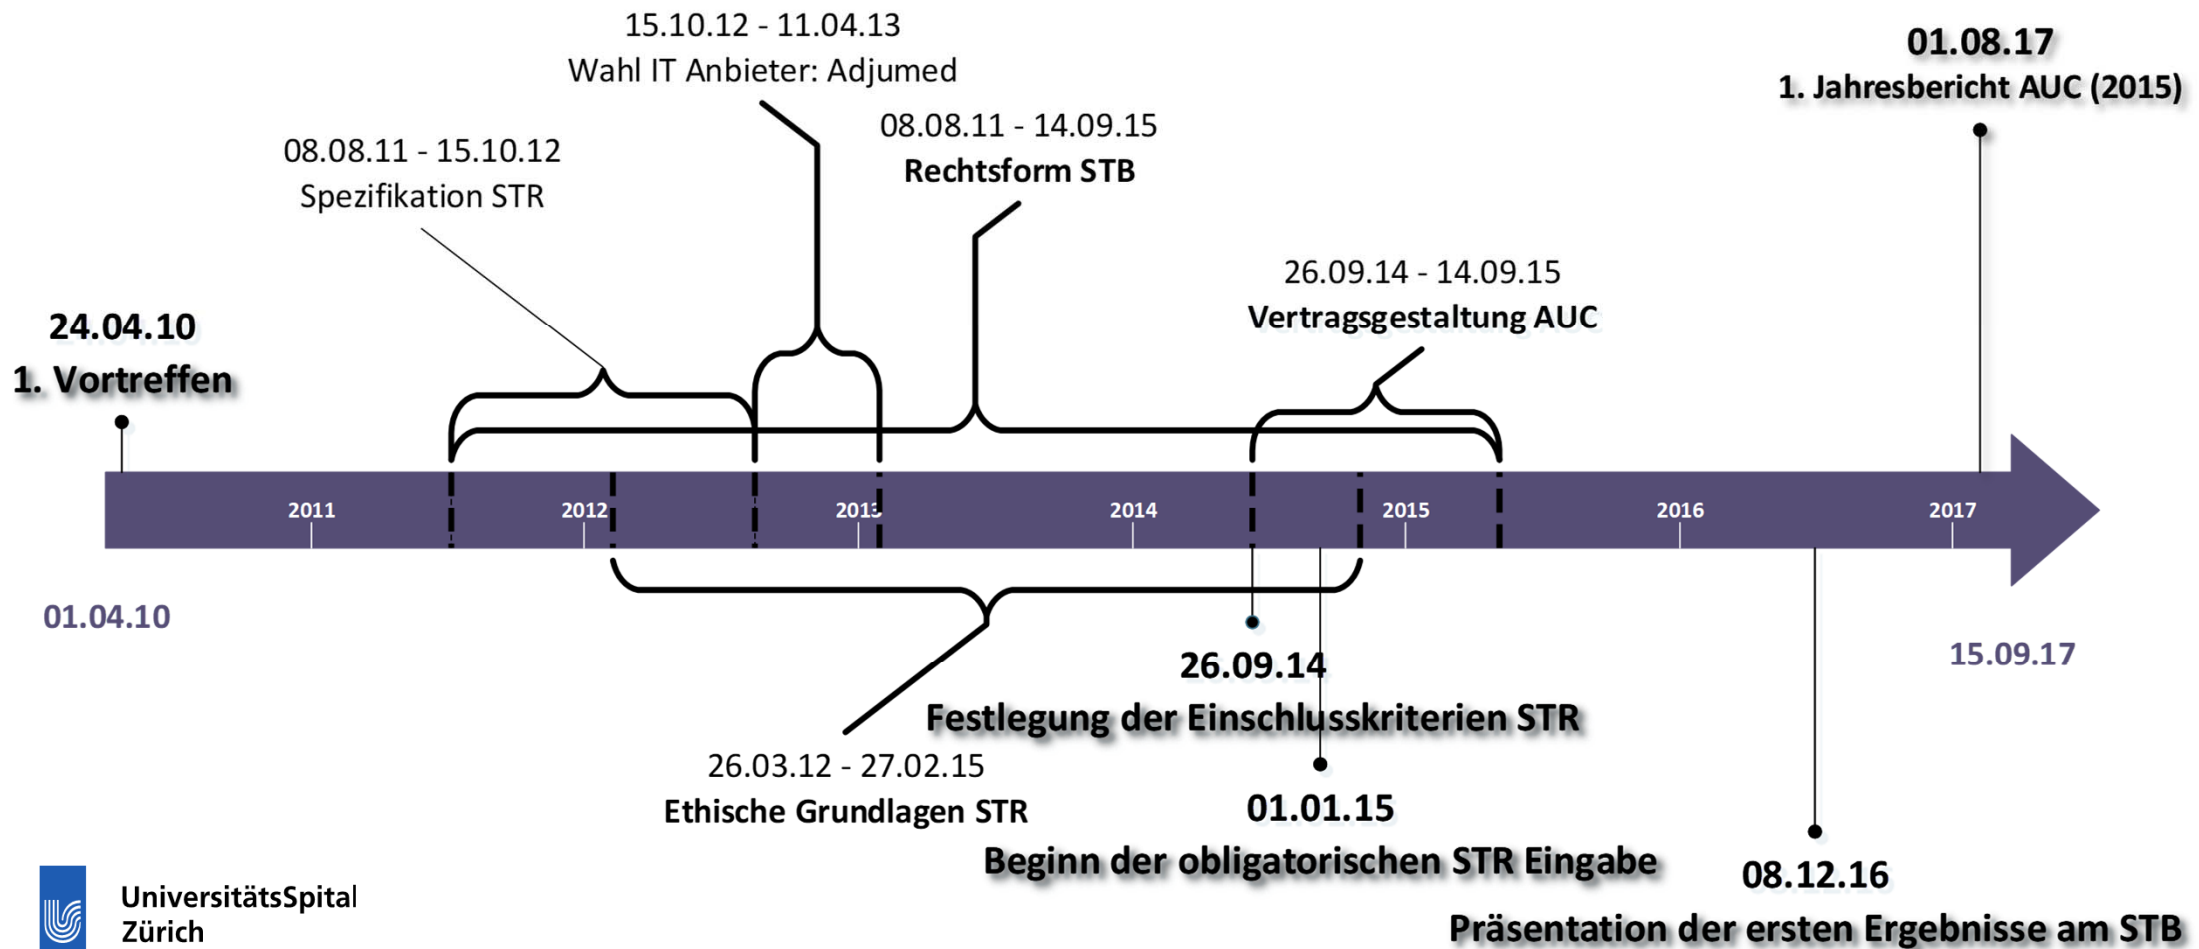 15.10.12 - 11.04.13
Wahl IT Anbieter: Adjumed
01.08.17
1. Jahresbericht AUC (2015)
08.08.11 - 14.09.15
Rechtsform STB
08.08.11 - 15.10.12
Spezifikation STR
26.09.14 - 14.09.15
Vertragsgestaltung AUC
24.04.10
1. Vortreffen
2011
2012
2013
2014
2015
2016
2017
01.04.10
15.09.17
26.09.14
Festlegung der Einschlusskriterien STR
26.03.12 - 27.02.15
Ethische Grundlagen STR
01.01.15
Beginn der obligatorischen STR Eingabe
08.12.16
Präsentation der ersten Ergebnisse am STB
UniversitätsSpital
Zürich